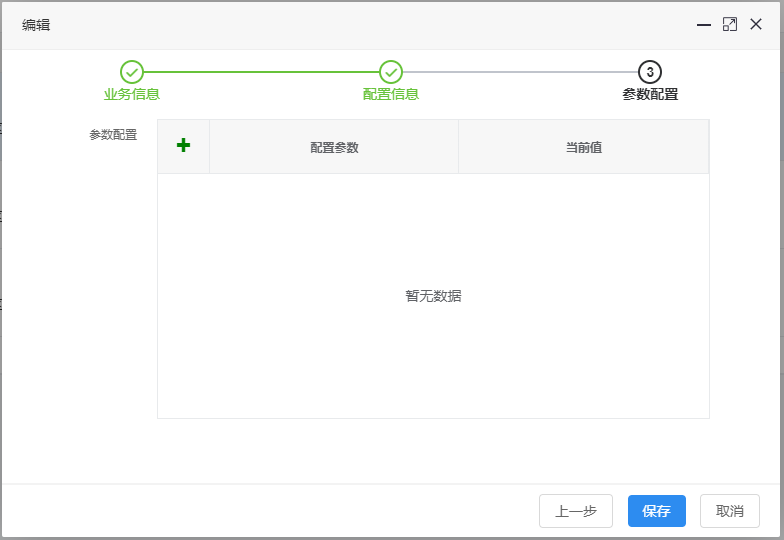 编辑
3
业务信息 配置信息 参数配置
参数配置 配置参数 当前值
暂无数据
上一步 保存 取消